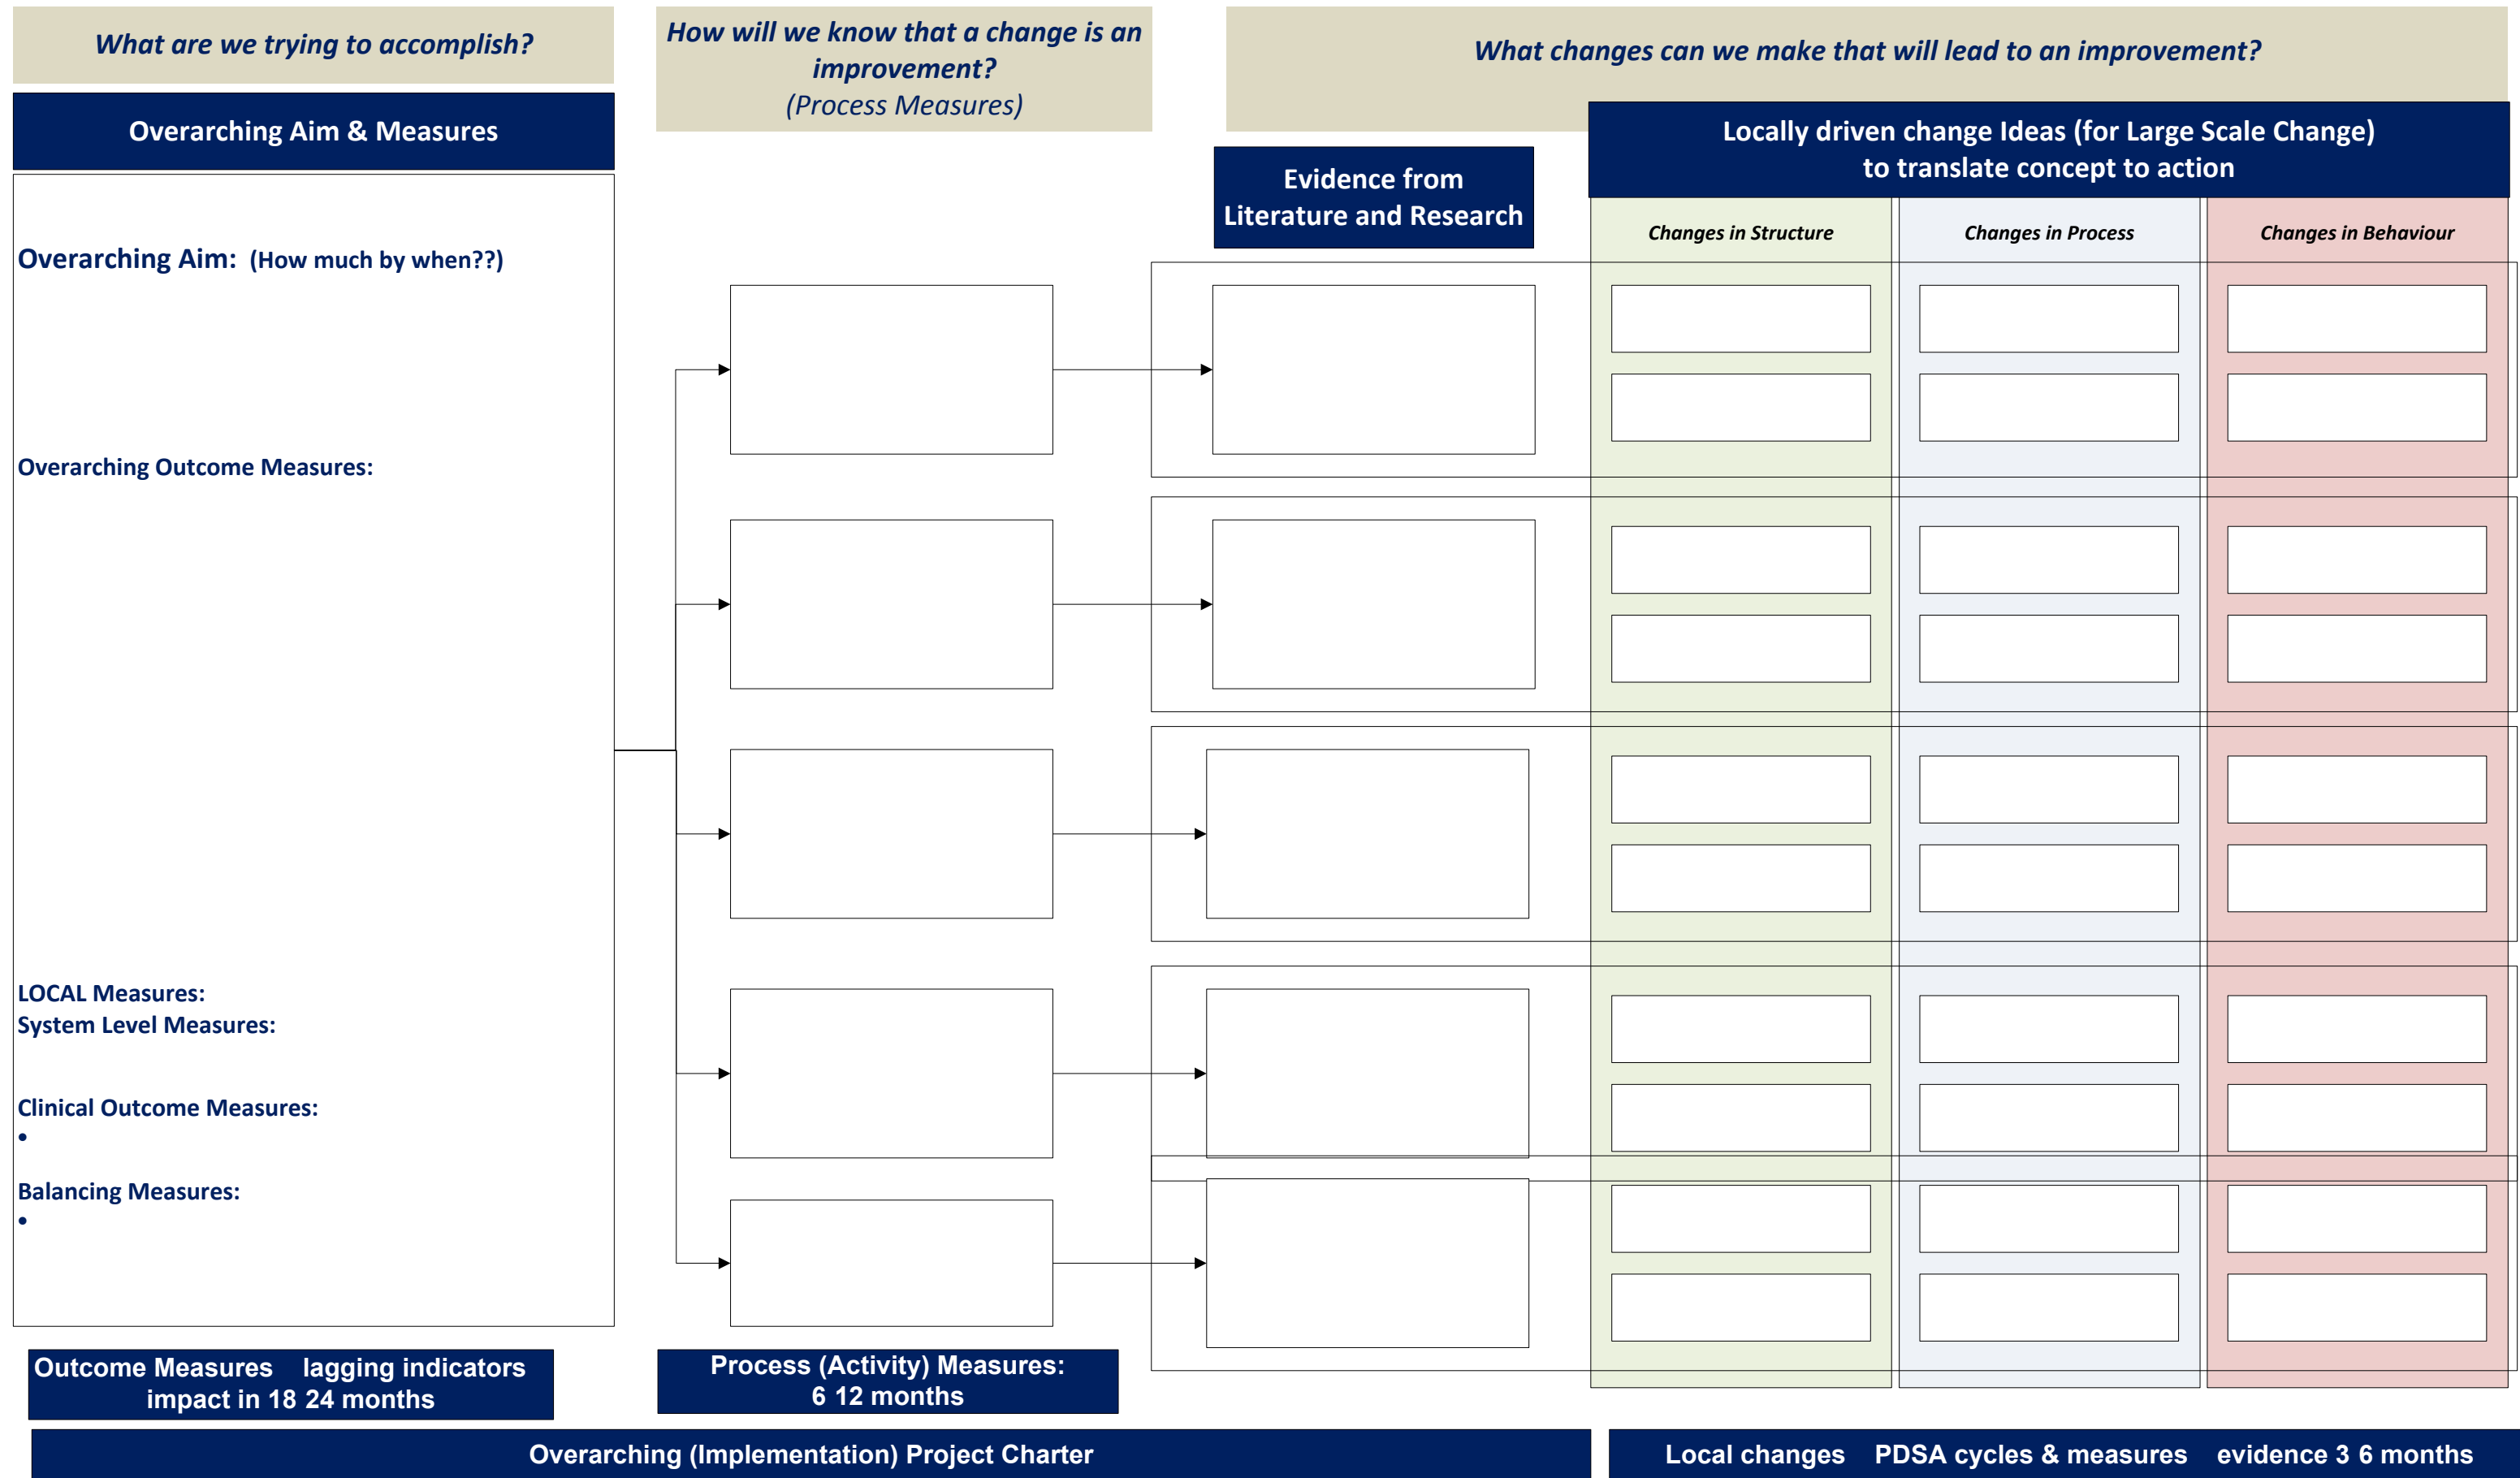 What are we trying to accomplish?
How will we know that a change is an
improvement?
(Process Measures)
What changes can we make that will lead to an improvement?
Overarching Aim & Measures
Evidence from
Literature and Research
Locally driven change Ideas (for Large Scale Change)
to translate concept to action
Changes in Structure
Changes in Process
Changes in Behaviour
Overarching Aim: (How much by when??)
Overarching Outcome Measures:
LOCAL Measures:
System Level Measures:
Clinical Outcome Measures:
•
Balancing Measures:
•
Outcome Measures lagging indicators
impact in 18 24 months
Process (Activity) Measures:
6 12 months
Overarching (Implementation) Project Charter
Local changes PDSA cycles & measures evidence 3 6 months